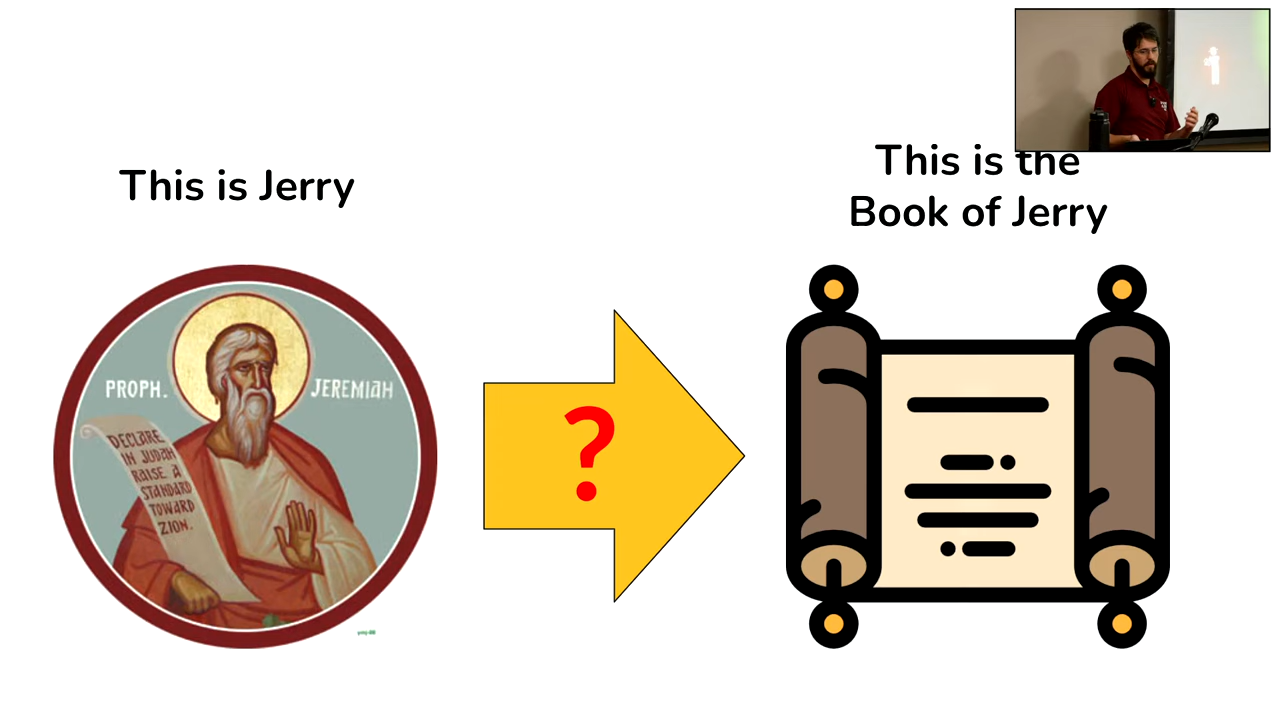 This is Jerry
This is the
Book of Jerry
PROPH. JEREMIAH
DECLARE
IN JUDAH
RAISE A
STANDARD
TOWARD
ZION.
?